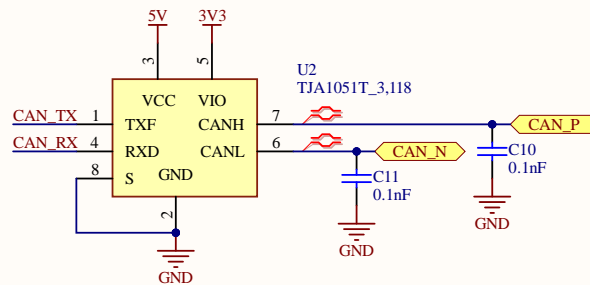 5V
3V3
3
5
U2
TJA1051T_3,118
VCC
VIO
CAN_TX
1
TXF
CANH
7
CAN_P
CAN_RX
4
RXD
CANL
6
CAN_N
8
S
GND
2
C10
0.1nF
C11
0.1nF
GND
GND
GND